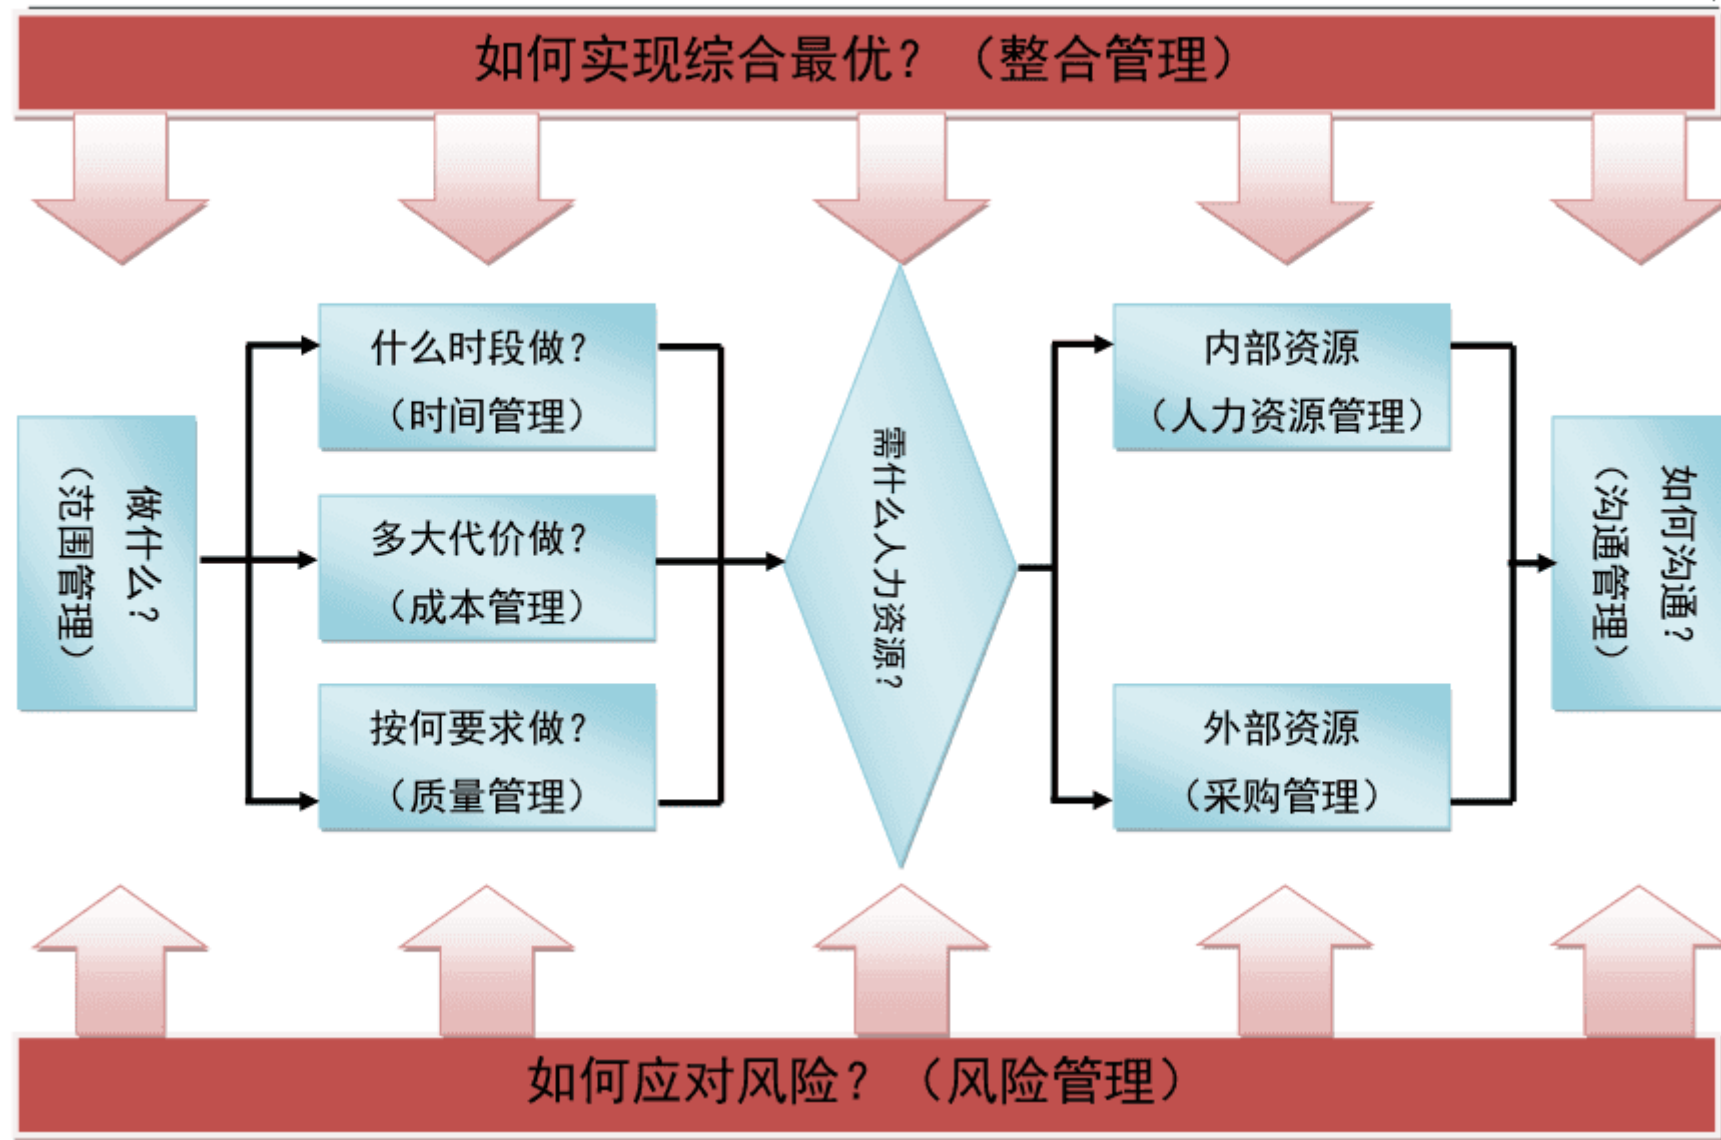 如何实现综合最优？（整合管理）
做什么？
（范围管理）
什么时段做？
（时间管理）
多大代价做？
（成本管理）
按何要求做？
（质量管理）
需什么人力资源？
内部资源
（人力资源管理）
外部资源
（采购管理）
如何沟通？
（沟通管理）
如何应对风险？（风险管理）